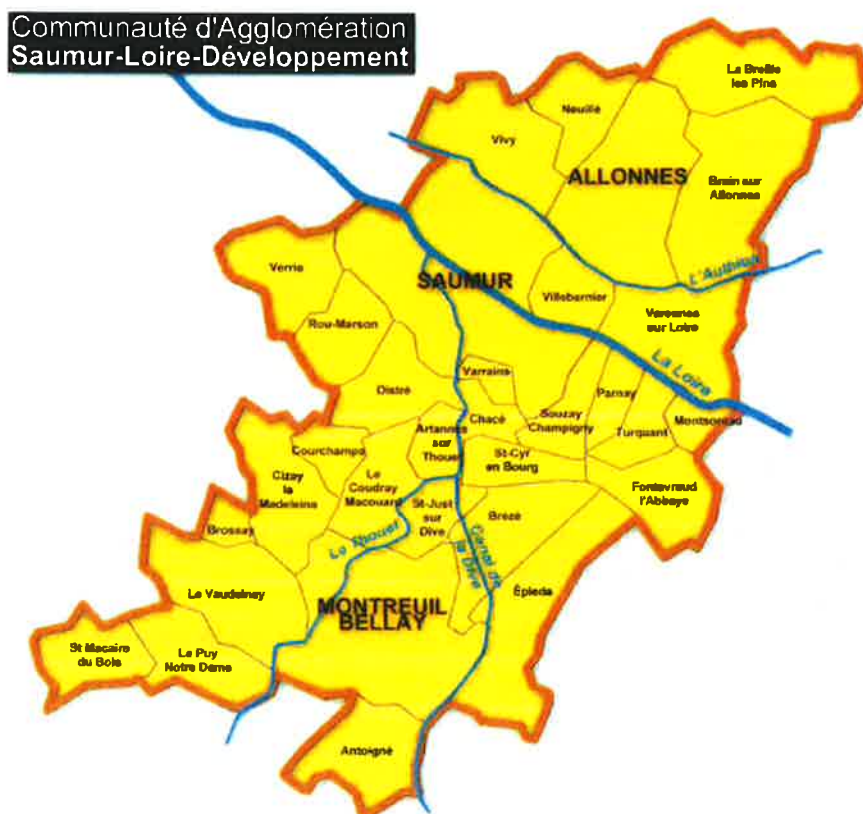 Communauté d'Agglomération
Saumur-Loire-Développement
La Breille
les Pins
Neuillé
Vivy
ALLONNES
Brain sur
Allonnes
L'Authion
Verrie
SAUMUR
Villebernier
Varennes
sur Loire
Rou-Marson
La Loire
Varrains
Distré
Parnay
Chacé
Souzay
Champigny
Turquant
Montsoreau
Artannes
sur
Thouet
Courchamps
St-Cyr
en Bourg
Cizay
la
Madeleine
Le
Coudray
Macouard
Fontevraud
l'Abbaye
St-Just
sur
Dive
Brézé
Brossay
Le Thouet
Canal de
la Dive
Épieds
Le Vaudelnay
MONTREUIL
BELLAY
St Macaire
du Bois
Le Puy
Notre Dame
Antoigné